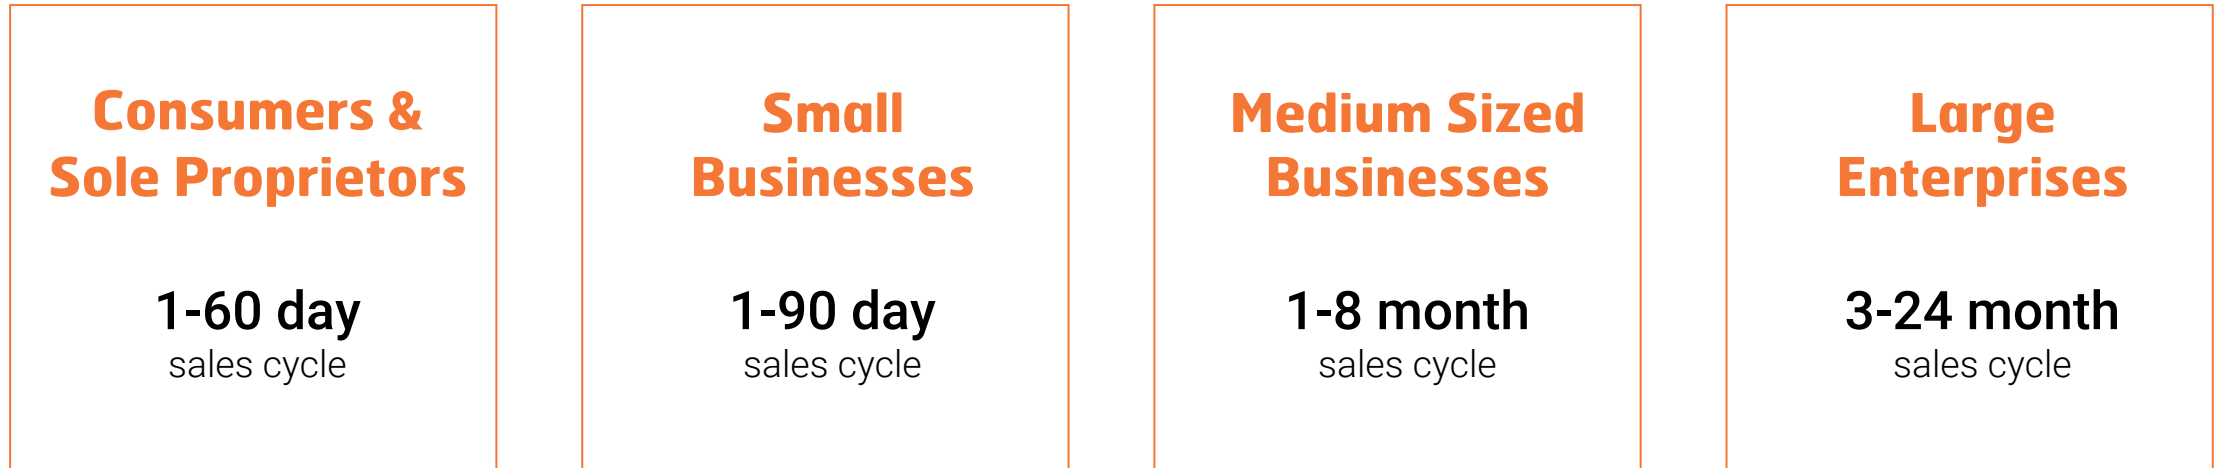 Consumers &
Sole Proprietors
1-60 day
sales cycle
Small
Businesses
1-90 day
sales cycle
Medium Sized
Businesses
1-8 month
sales cycle
Large
Enterprises
3-24 month
sales cycle